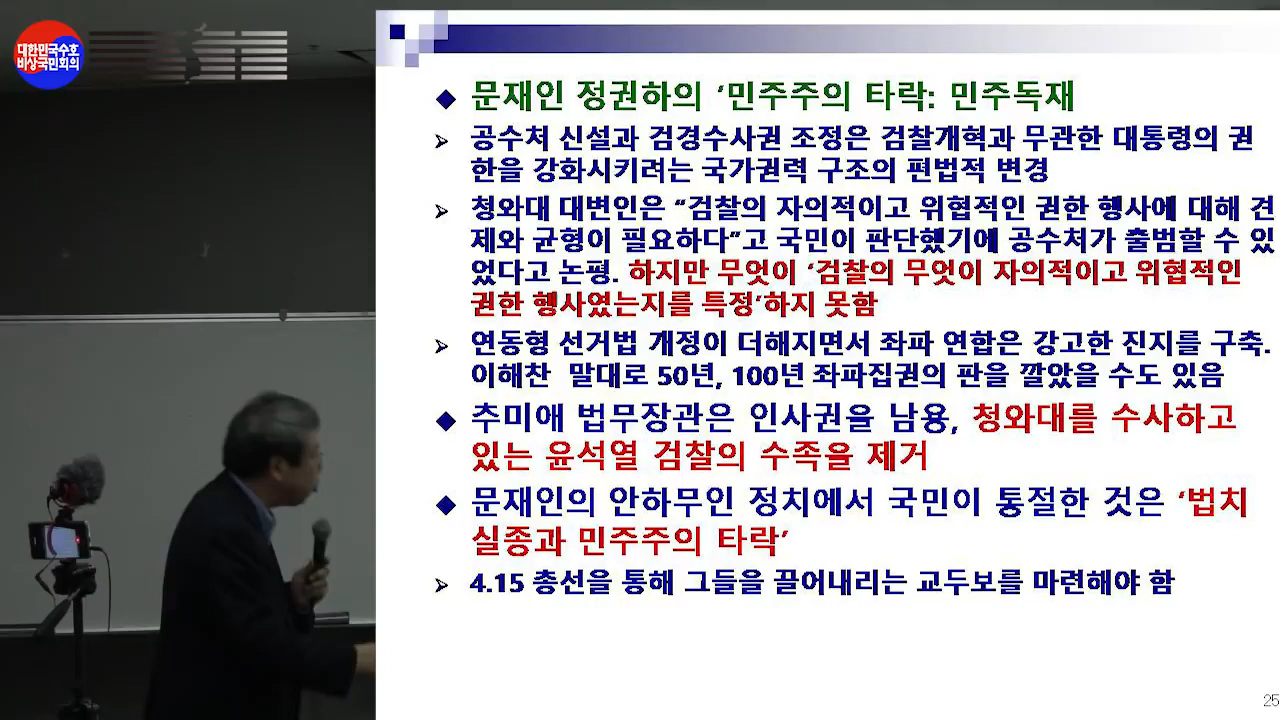 대한민국수호
비상국민회의
문재인 정권하의 ‘민주주의 타락: 민주독재
공수처 신설과 검경수사권 조정은 검찰개혁과 무관한 대통령의 권
한을 강화시키려는 국가권력 구조의 편법적 변경
청와대 대변인은 “검찰의 자의적이고 위협적인 권한 행사에 대해 견
제와 균형이 필요하다”고 국민이 판단했기에 공수처가 출범할 수 있
었다고 논평. 하지만 무엇이 ‘검찰의 무엇이 자의적이고 위협적인
권한 행사였는지를 특정’하지 못함
연동형 선거법 개정이 더해지면서 좌파 연합은 강고한 진지를 구축.
이해찬 말대로 50년, 100년 좌파집권의 판을 깔았을 수도 있음
추미애 법무장관은 인사권을 남용, 청와대를 수사하고
있는 윤석열 검찰의 수족을 제거
문재인의 안하무인 정치에서 국민이 통절한 것은 ‘법치
실종과 민주주의 타락’
4.15 총선을 통해 그들을 끌어내리는 교두보를 마련해야 함
25